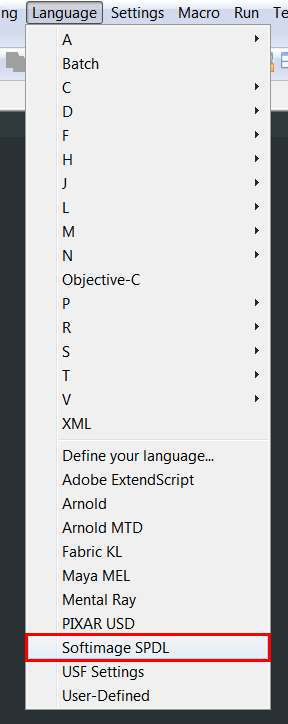 ng Language Settings Macro Run Te
A
Batch
C
D
F
H
J
L
M
N
Objective-C
P
R
S
T
V
XML
Define your language...
Adobe ExtendScript
Arnold
Arnold MTD
Fabric KL
Maya MEL
Mental Ray
PIXAR USD
Softimage SPDL
USF Settings
User-Defined